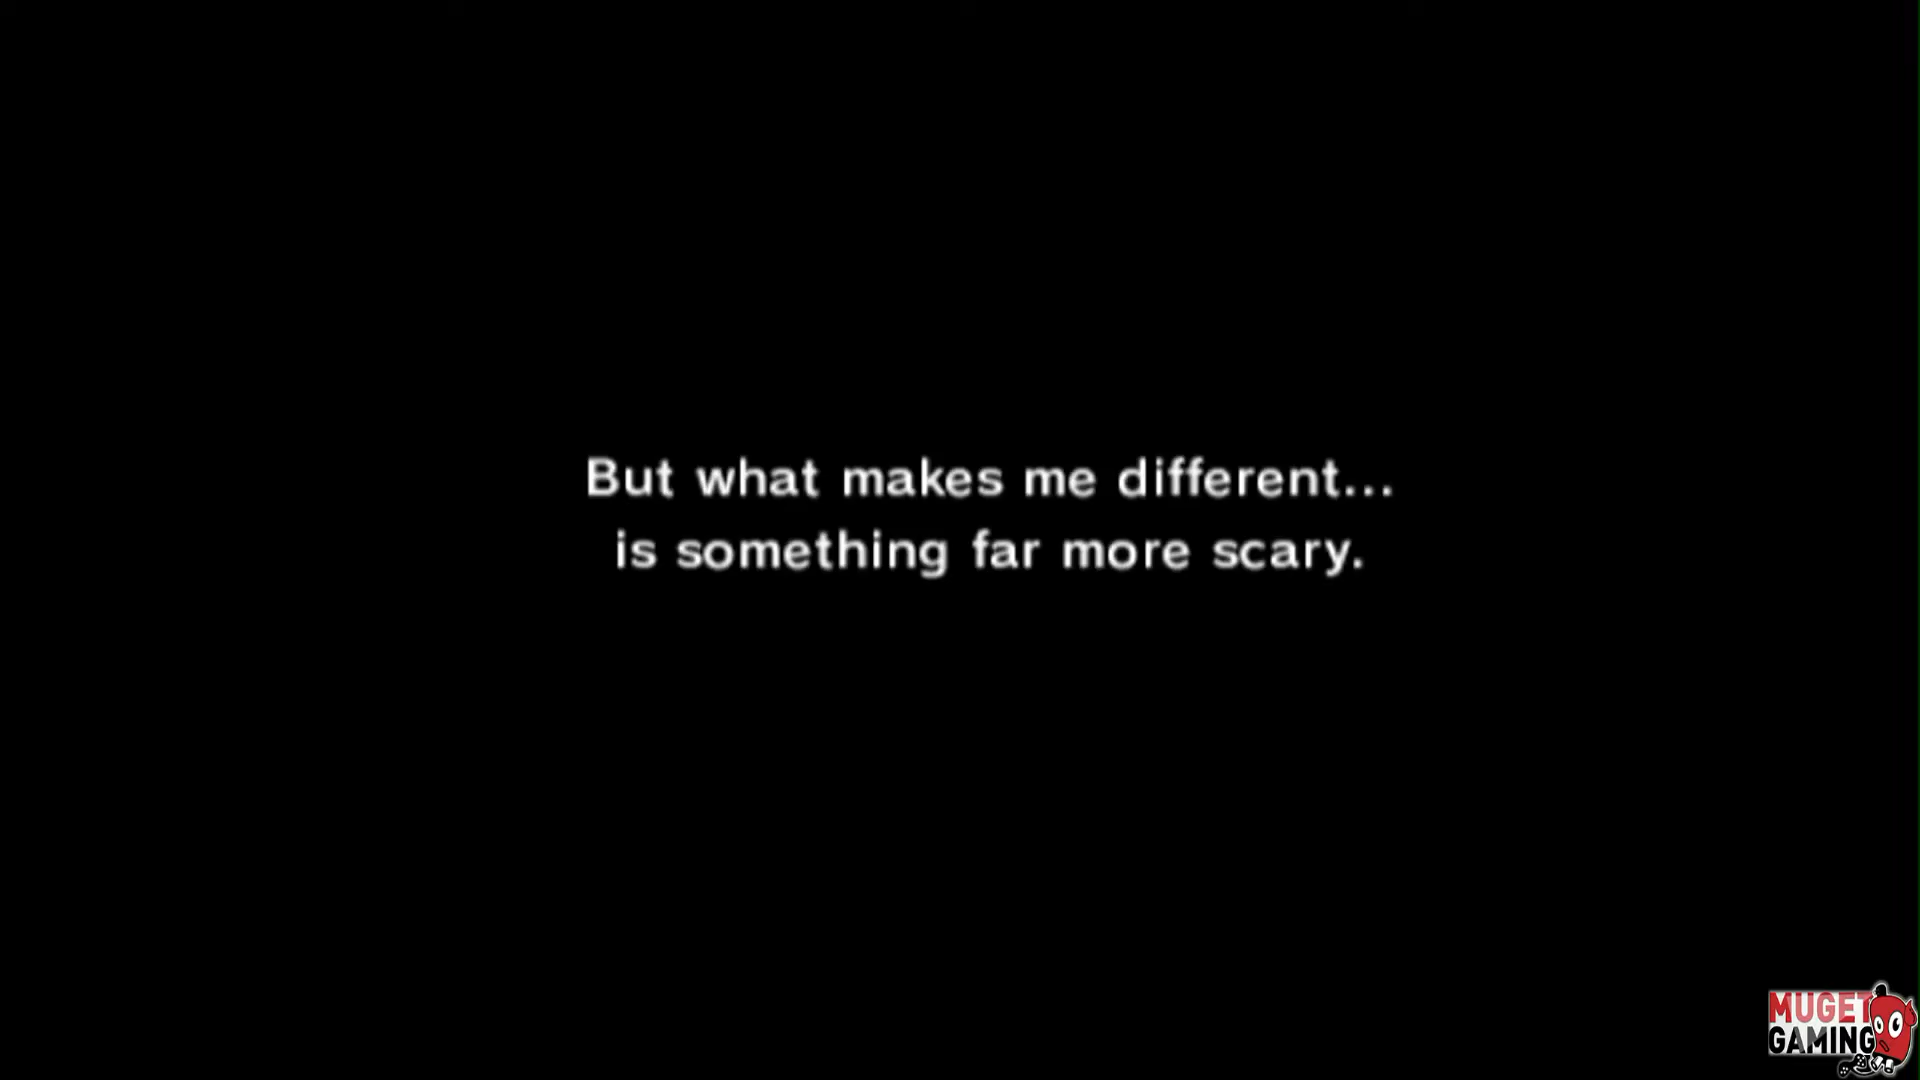 But what makes me different...
is something far more scary.
MUGET
GAMING